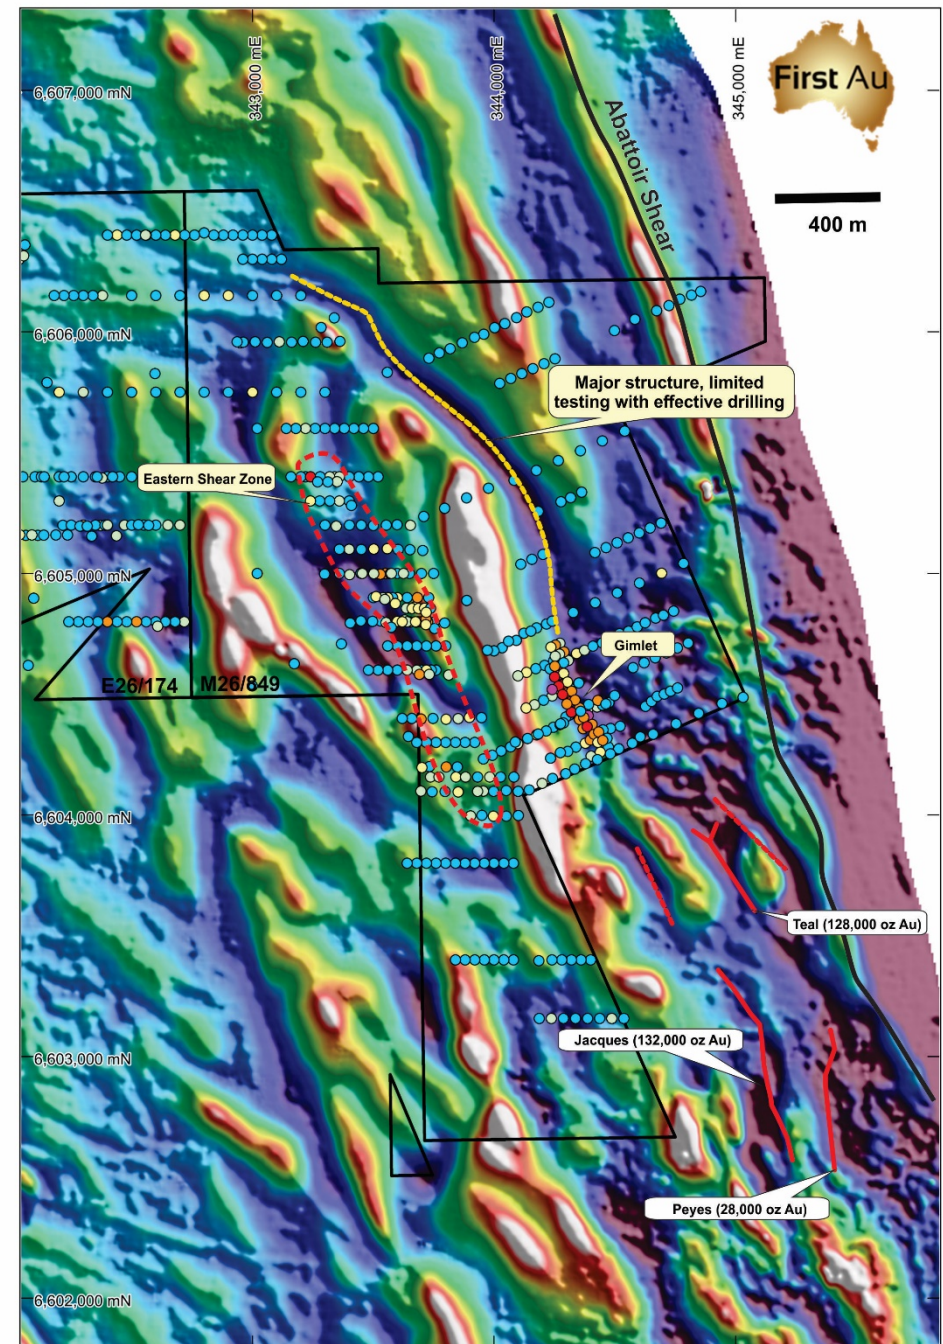 343,000 mE
344,000 mE
345,000 mE
First Au
6,607,000 mN
Abattoir Shear
400 m
6,606,000 mN
Major structure, limited
testing with effective drilling
Eastern Shear Zone
6,605,000 mN
Gimlet
E26/174
M26/849
6,604,000 mN
Teal (128,000 oz Au)
6,603,000 mN
Jacques (132,000 oz Au)
Peyes (28,000 oz Au)
6,602,000 mN